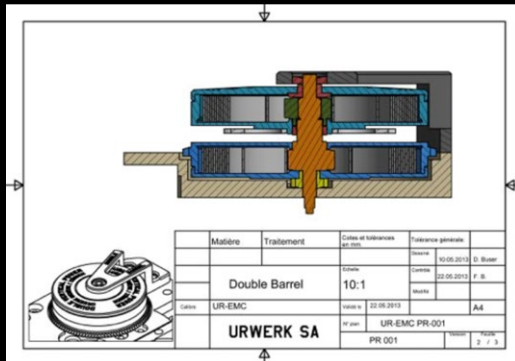 Matière Traitement Cotes et tolérances en mm. Tolérance générale:
Dessiné 10.05.2013 D. Buser
Double Barrel Echelle 10:1 Contrôlé 22.05.2013 F. B.
Modifié
Calibre UR-EMC Validé le 22.05.2013 A4
URWERK SA N° plan UR-EMC PR-001
PR 001 Version Feuille 2 / 3